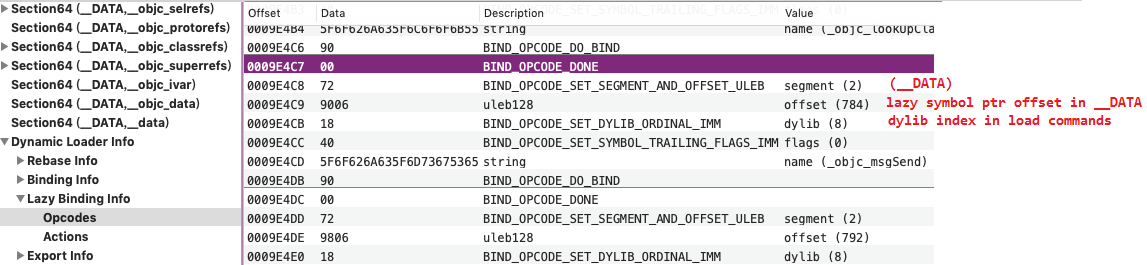 Section64 (__DATA,__objc_selrefs)
Section64 (__DATA,__objc_protorefs)
Section64 (__DATA,__objc_classrefs)
Section64 (__DATA,__objc_superrefs)
Section64 (__DATA,__objc_ivar)
Section64 (__DATA,__objc_data)
Section64 (__DATA,__data)
Dynamic Loader Info
Rebase Info
Binding Info
Lazy Binding Info
Opcodes
Actions
Export Info
Offset Data Description Value
0009E4B4 5F6F626A635F6C6F6F6B55 string name (_objc_lookUpCla
0009E4C6 90 BIND_OPCODE_DO_BIND
0009E4C7 00 BIND_OPCODE_DONE
0009E4C8 72 BIND_OPCODE_SET_SEGMENT_AND_OFFSET_ULEB segment (2) (__DATA)
0009E4C9 9006 uleb128 offset (784) lazy symbol ptr offset in __DATA
0009E4CB 18 BIND_OPCODE_SET_DYLIB_ORDINAL_IMM dylib (8) dylib index in load commands
0009E4CC 40 BIND_OPCODE_SET_SYMBOL_TRAILING_FLAGS_IMM flags (0)
0009E4CD 5F6F626A635F6D73675365 string name (_objc_msgSend)
0009E4DB 90 BIND_OPCODE_DO_BIND
0009E4DC 00 BIND_OPCODE_DONE
0009E4DD 72 BIND_OPCODE_SET_SEGMENT_AND_OFFSET_ULEB segment (2)
0009E4DE 9806 uleb128 offset (792)
0009E4E0 18 BIND_OPCODE_SET_DYLIB_ORDINAL_IMM dylib (8)